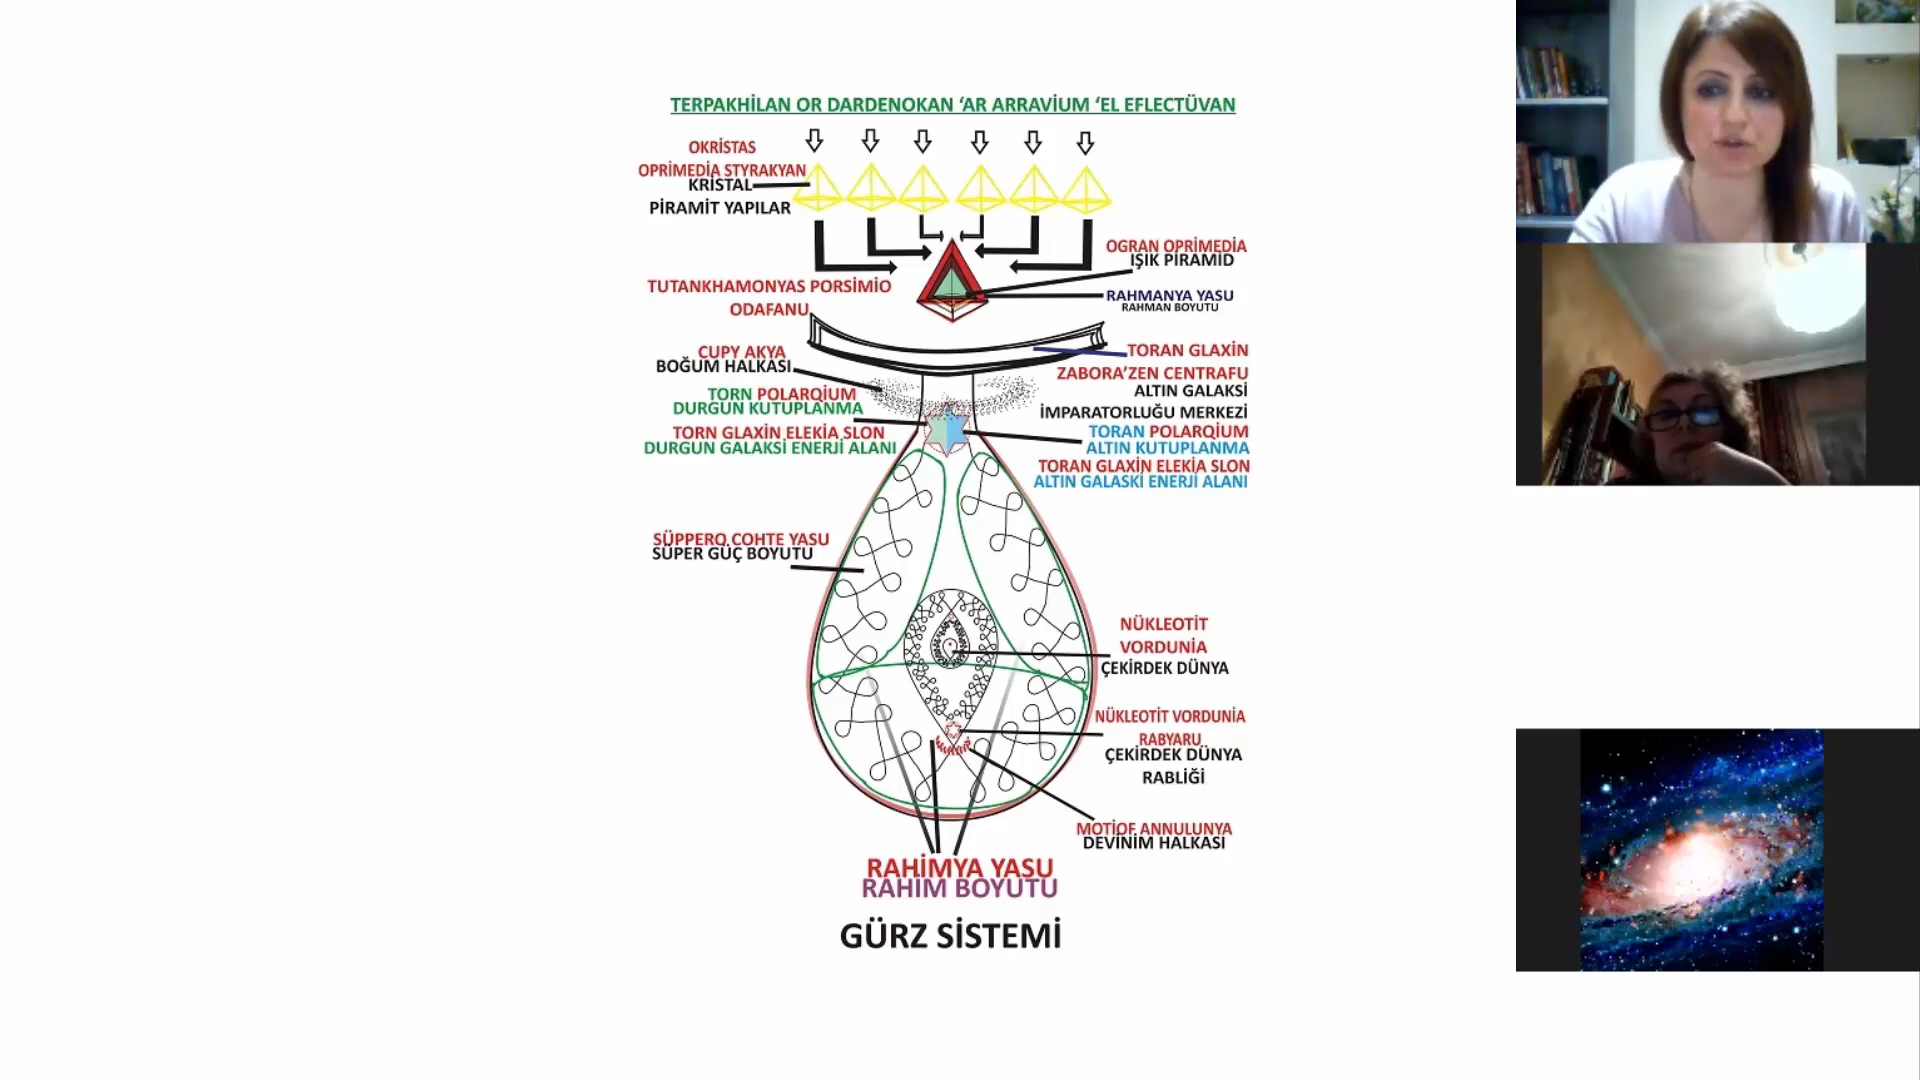 TERPAKHİLAN OR DARDENOKAN ‘AR ARRAVİUM ‘EL EFLECTÜVAN
OKRİSTAS
OPRİMEDİA STYRAKYAN
KRİSTAL
PİRAMİT YAPILAR
OGRAN OPRİMEDİA
IŞIK PİRAMİD
TUTANKHAMONYAS PORSİMİO
ODAFANU
RAHMANYA YASU
RAHMAN BOYUTU
CUPY AKYA
BOĞUM HALKASI
TORAN GLAXİN
ZABORA’ZEN CENTRAFU
ALTIN GALAKSİ
İMPARATORLUĞU MERKEZİ
TORN POLARQİUM
DURGUN KUTUPLANMA
TORN GLAXİN ELEKİA SLON
DURGUN GALAKSİ ENERJİ ALANI
TORAN POLARQİUM
ALTIN KUTUPLANMA
TORAN GLAXİN ELEKİA SLON
ALTIN GALASKİ ENERJİ ALANI
SÜPPERQ COHTE YASU
SÜPER GÜÇ BOYUTU
NÜKLEOTİT
VORDUNİA
ÇEKİRDEK DÜNYA
NÜKLEOTİT VORDUNİA
RABYARU
ÇEKİRDEK DÜNYA
RABLİĞİ
MOTİOF ANNULUNYA
DEVİNİM HALKASI
RAHİMYA YASU
RAHİM BOYUTU
GÜRZ SİSTEMİ